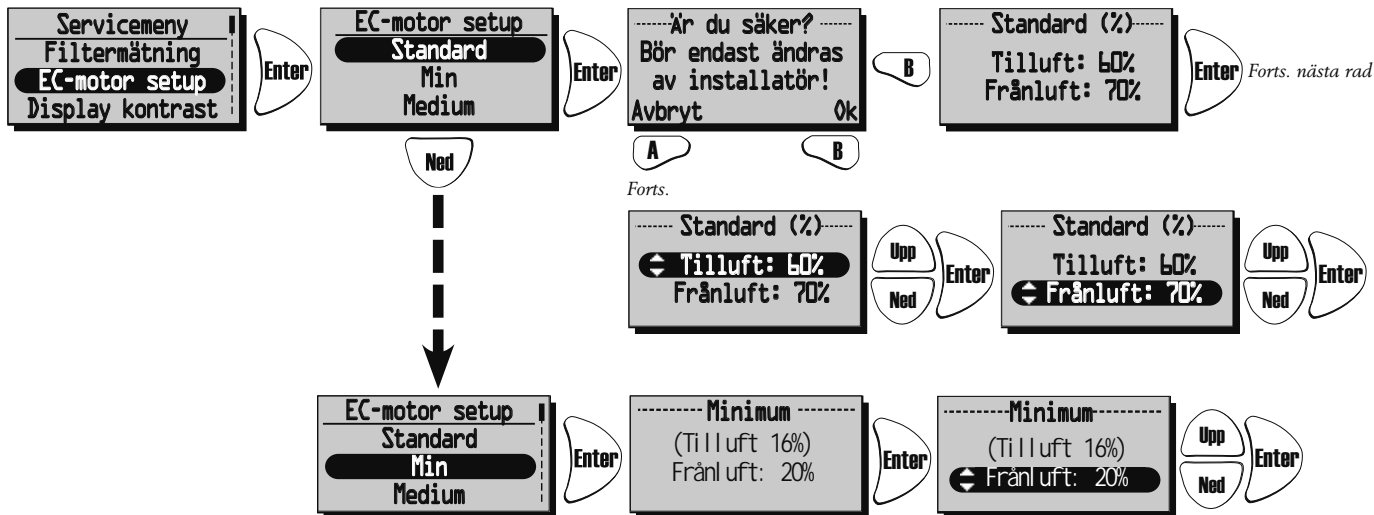 Servicemeny
Filtermätning
EC-motor setup
Display kontrast
Enter
EC-motor setup
Standard
Min
Medium
Enter
Är du säker?
Bör endast ändras
av installatör!
Avbryt Ok
B
Standard (%)
Tilluft: 60%
Frånluft: 70%
Enter
Forts. nästa rad
Ned
A
B
Forts.
Standard (%)
Tilluft: 60%
Frånluft: 70%
Upp
Ned
Enter
Standard (%)
Tilluft: 60%
Frånluft: 70%
Upp
Ned
Enter
EC-motor setup
Standard
Min
Medium
Enter
Minimum
(Tilluft 16%)
Frånluft: 20%
Enter
Minimum
(Tilluft 16%)
Frånluft: 20%
Upp
Ned
Enter